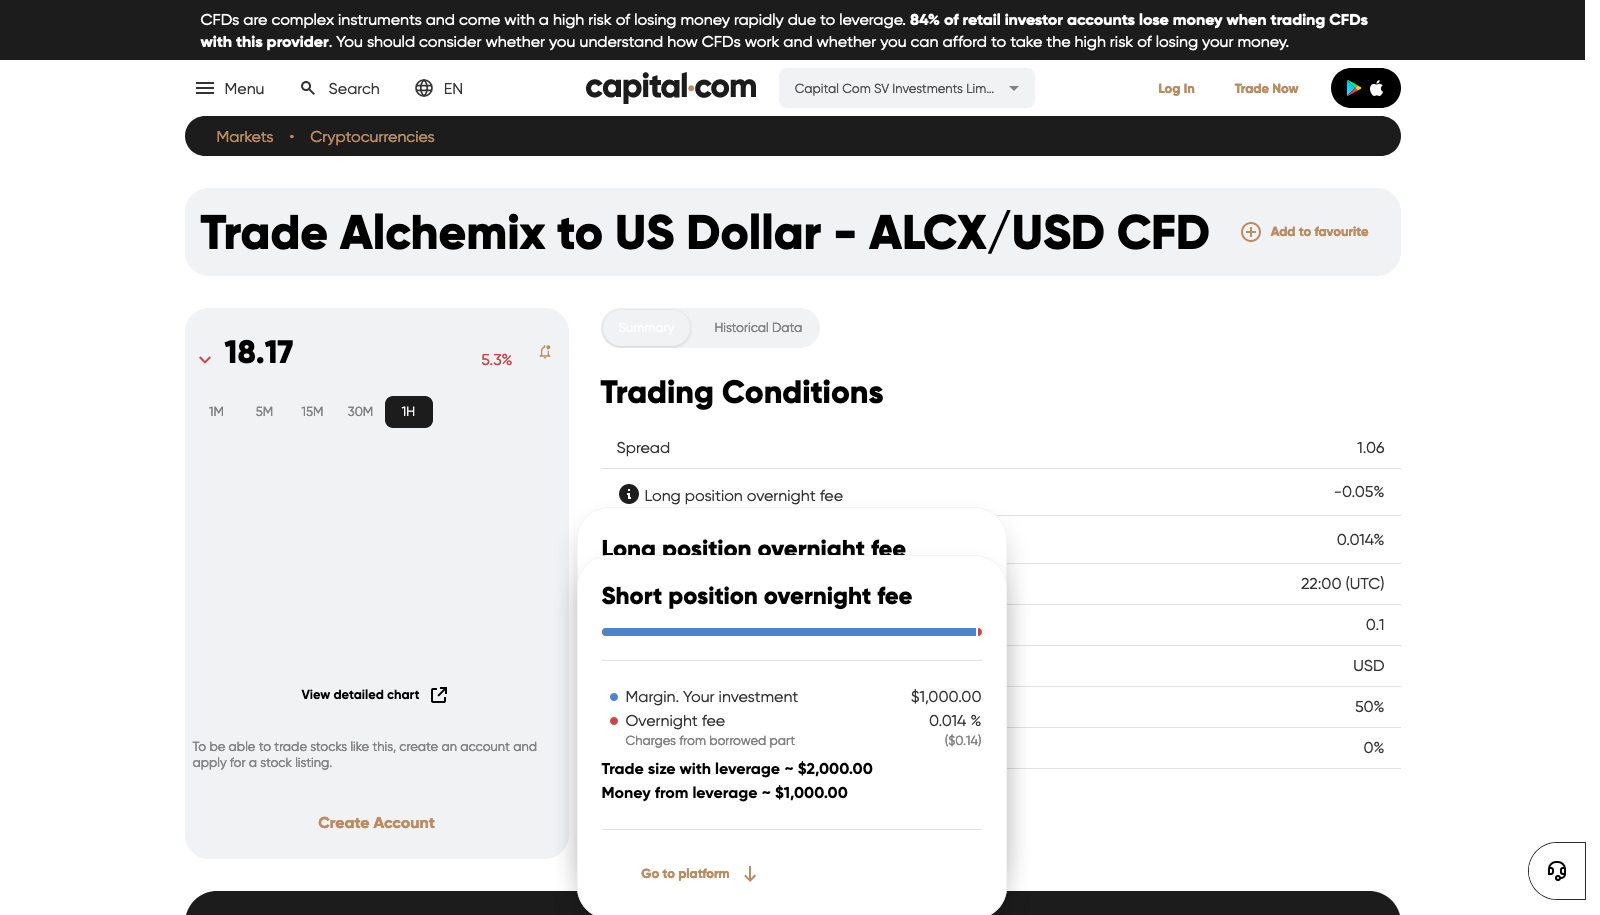 CFDs are complex instruments and come with a high risk of losing money rapidly due to leverage. 84% of retail investor accounts lose money when trading CFDs
with this provider. You should consider whether you understand how CFDs work and whether you can afford to take the high risk of losing your money.
Menu
Search
EN
capital.com
Capital Com SV Investments Lim...
Log In
Trade Now
Markets • Cryptocurrencies
Trade Alchemix to US Dollar - ALCX/USD CFD
Add to favourite
18.17
5.3%
1M 5M 15M 30M 1H
View detailed chart
To be able to trade stocks like this, create an account and
apply for a stock listing.
Create Account
Summary
Historical Data
Trading Conditions
Spread 1.06
Long position overnight fee -0.05%
0.014%
22:00 (UTC)
0.1
USD
50%
0%
Long position overnight fee
Short position overnight fee
Margin. Your investment $1,000.00
Overnight fee 0.014 %
Charges from borrowed part ($0.14)
Trade size with leverage ~ $2,000.00
Money from leverage ~ $1,000.00
Go to platform